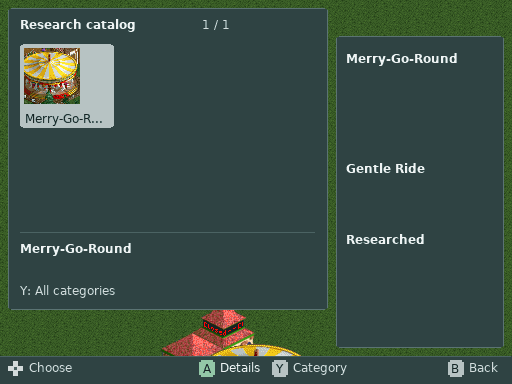 Research catalog 1 / 1
Merry-Go-R...
Merry-Go-Round
Y: All categories
Merry-Go-Round
Gentle Ride
Researched
Choose
A Details
Y Category
B Back